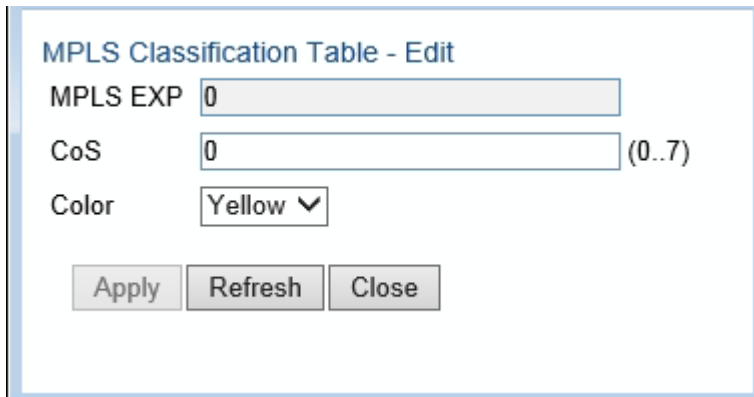 MPLS Classification Table - Edit
MPLS EXP 0
CoS 0 (0..7)
Color Yellow
Apply Refresh Close